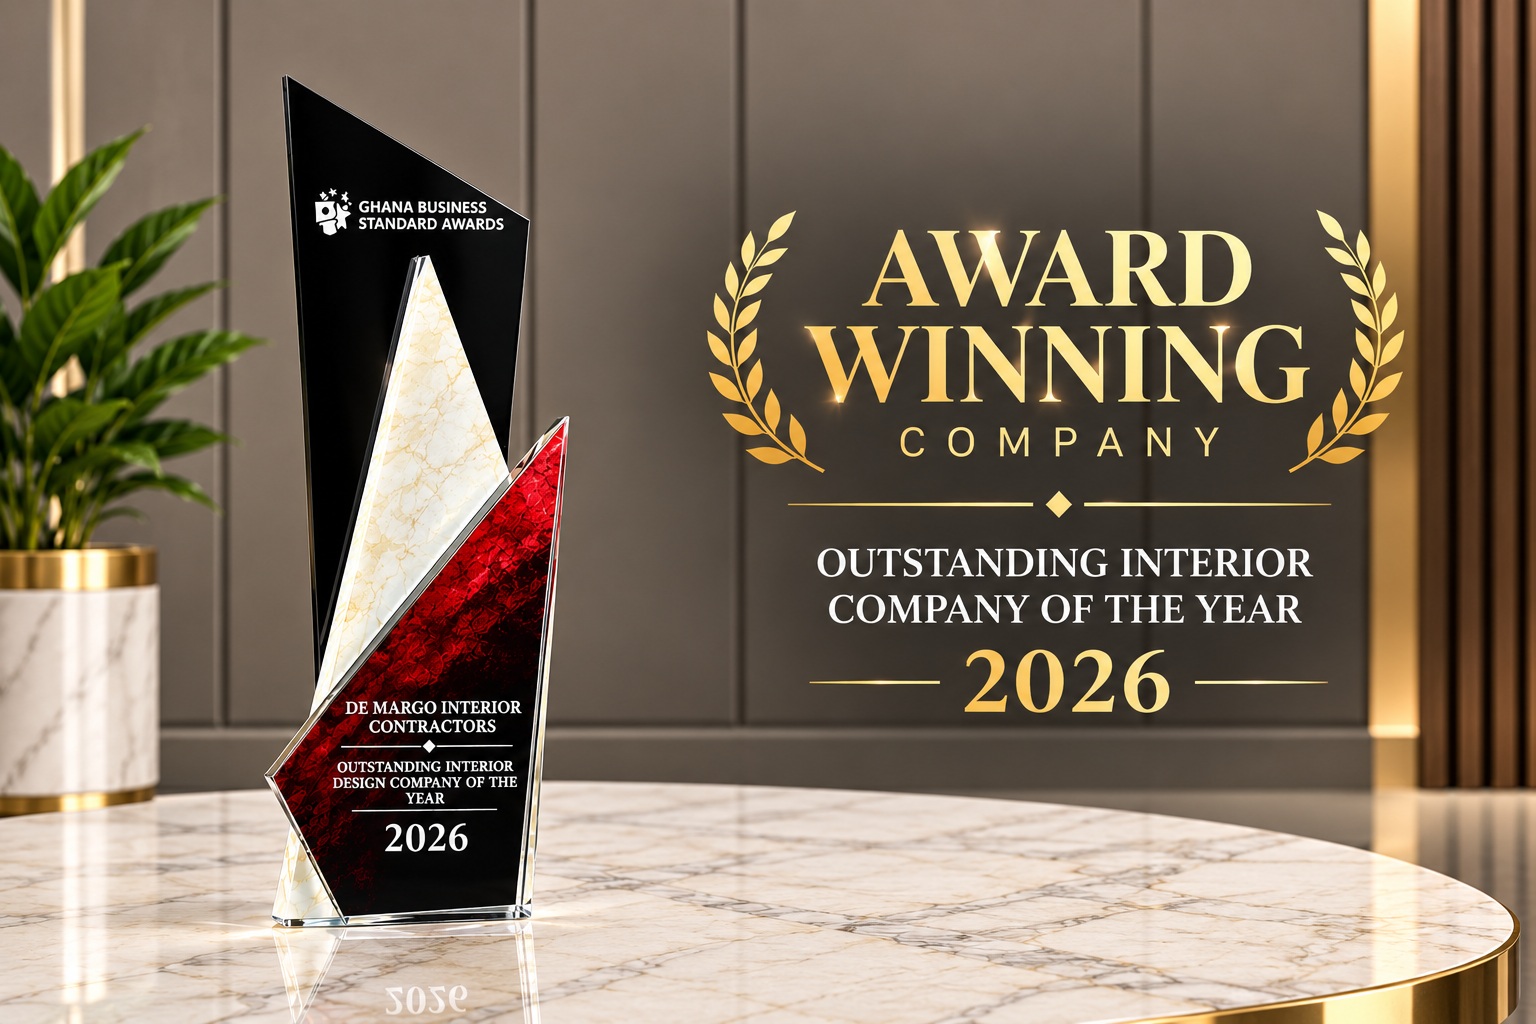 GHANA BUSINESS
STANDARD AWARDS
DE MARGO INTERIOR
CONTRACTORS
OUTSTANDING INTERIOR
DESIGN COMPANY OF THE
YEAR
2026
2026
AWARD
WINNING
COMPANY
OUTSTANDING INTERIOR
COMPANY OF THE YEAR
2026